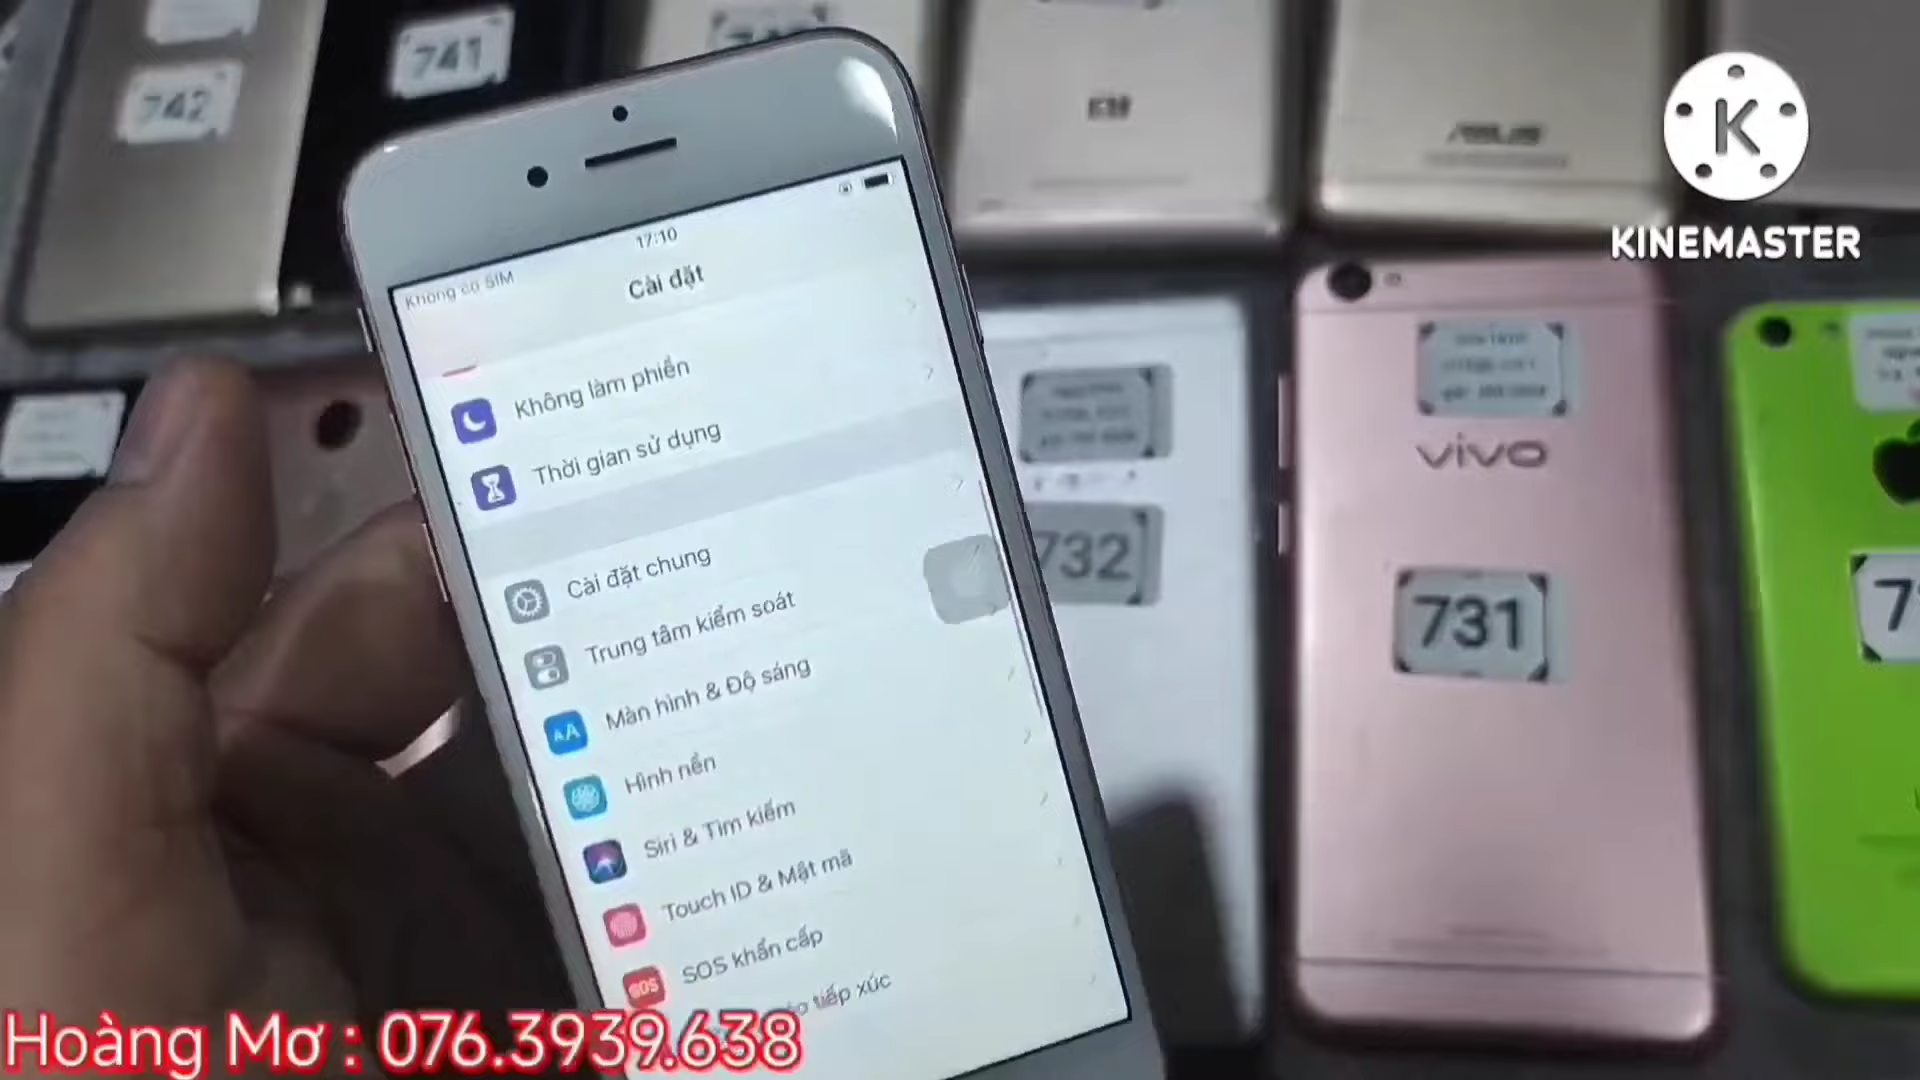 741
742
ASUS
KINEMASTER
Không có SIM
17:10
Cài đặt
Không làm phiền
Thời gian sử dụng
Cài đặt chung
Trung tâm kiểm soát
AA
Màn hình & Độ sáng
Hình nền
Siri & Tìm kiếm
Touch ID & Mật mã
SOS
SOS khẩn cấp
tiếp xúc
vivo
732
731
Hoàng Mơ : 076.3939.638